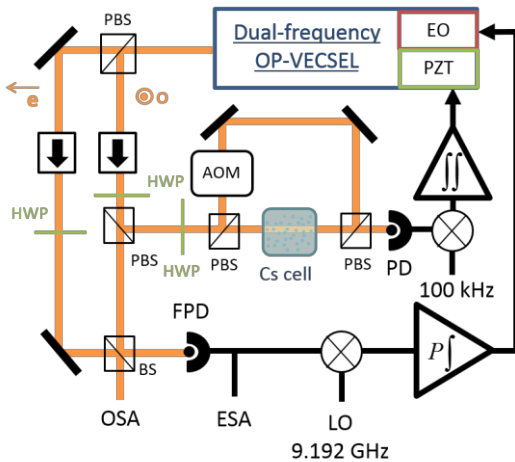 PBS
Dual-frequency
OP-VECSEL
EO
PZT
e
o
AOM
∬
HWP
HWP
PBS
HWP
PBS
Cs cell
PBS
PD
100 kHz
FPD
P∫
BS
OSA
ESA
LO
9.192 GHz